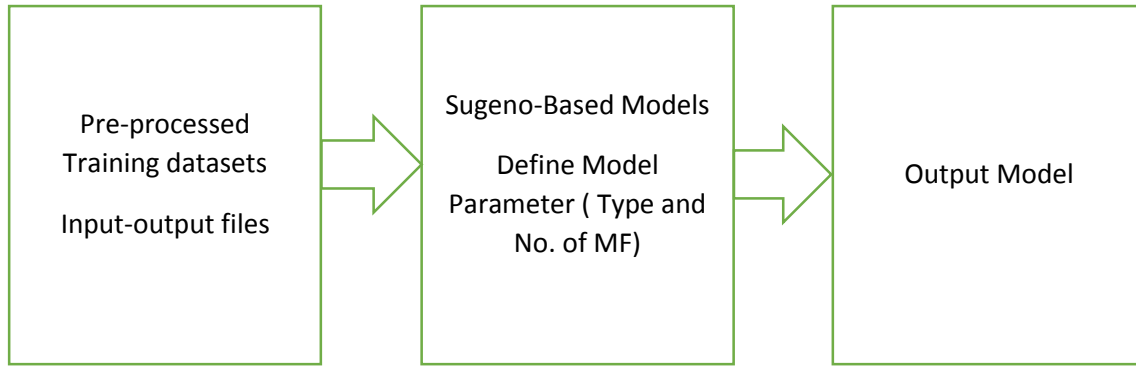 Pre-processed
Training datasets
Input-output files
Sugeno-Based Models
Define Model
Parameter ( Type and
No. of MF)
Output Model